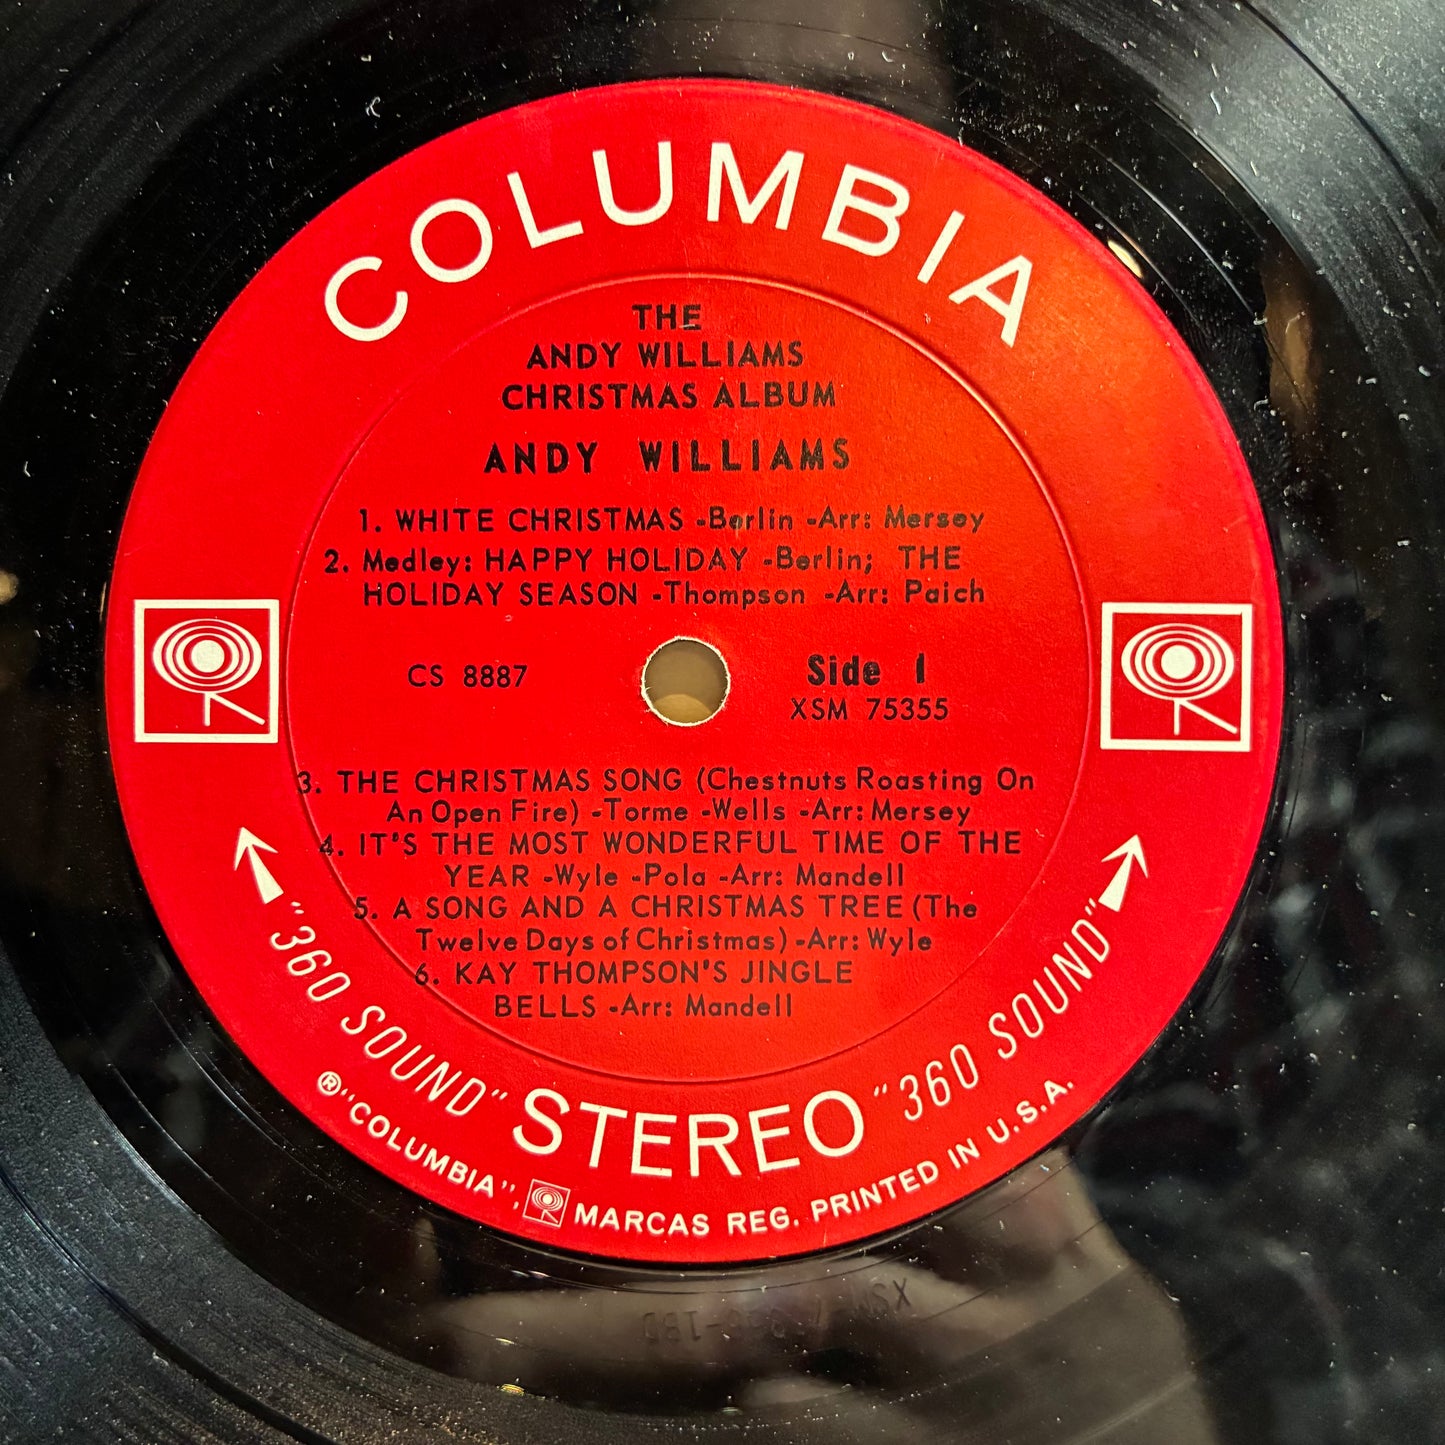 COLUMBIA
THE
ANDY WILLIAMS
CHRISTMAS ALBUM
ANDY WILLIAMS
1. WHITE CHRISTMAS -Berlin -Arr: Mersey
2. Medley: HAPPY HOLIDAY -Berlin; THE
HOLIDAY SEASON -Thompson -Arr: Paich
CS 8887
Side 1
XSM 75355
3. THE CHRISTMAS SONG (Chestnuts Roasting On
An Open Fire) -Torme -Wells -Arr: Mersey
4. IT'S THE MOST WONDERFUL TIME OF THE
YEAR -Wyle -Pola -Arr: Mandell
5. A SONG AND A CHRISTMAS TREE (The
Twelve Days of Christmas) -Arr: Wyle
6. KAY THOMPSON'S JINGLE
BELLS -Arr: Mandell
"360 SOUND" STEREO "360 SOUND"
® "COLUMBIA", MARCAS REG. PRINTED IN U.S.A.